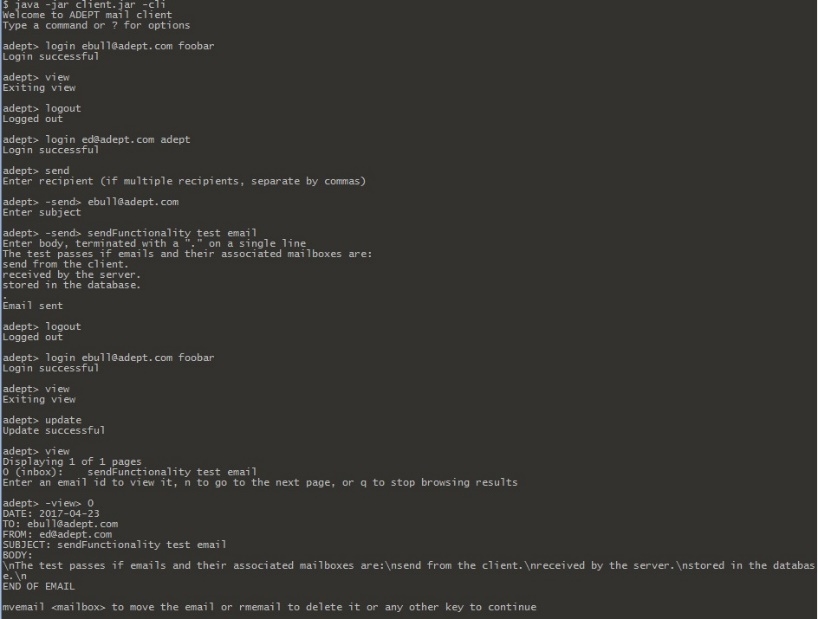 $ java -jar client.jar -cli
Welcome to ADEPT mail client
Type a command or ? for options
adept> login ebull@adept.com foobar
Login successful
adept> view
Exiting view
adept> logout
Logged out
adept> login ed@adept.com adept
Login successful
adept> send
Enter recipient (if multiple recipients, separate by commas)
adept> -send> ebull@adept.com
Enter subject
adept> -send> sendFunctionality test email
Enter body, terminated with a "." on a single line
The test passes if emails and their associated mailboxes are:
send from the client.
received by the server.
stored in the database.
.
Email sent
adept> logout
Logged out
adept> login ebull@adept.com foobar
Login successful
adept> view
Exiting view
adept> update
Update successful
adept> view
Displaying 1 of 1 pages
0 (inbox):    sendFunctionality test email
Enter an email id to view it, n to go to the next page, or q to stop browsing results
adept> -view> 0
DATE: 2017-04-23
TO: ebull@adept.com
FROM: ed@adept.com
SUBJECT: sendFunctionality test email
BODY:
\nThe test passes if emails and their associated mailboxes are:\nsend from the client.\nreceived by the server.\nstored in the databas
e.\n
END OF EMAIL
mvemail <mailbox> to move the email or rmemail to delete it or any other key to continue